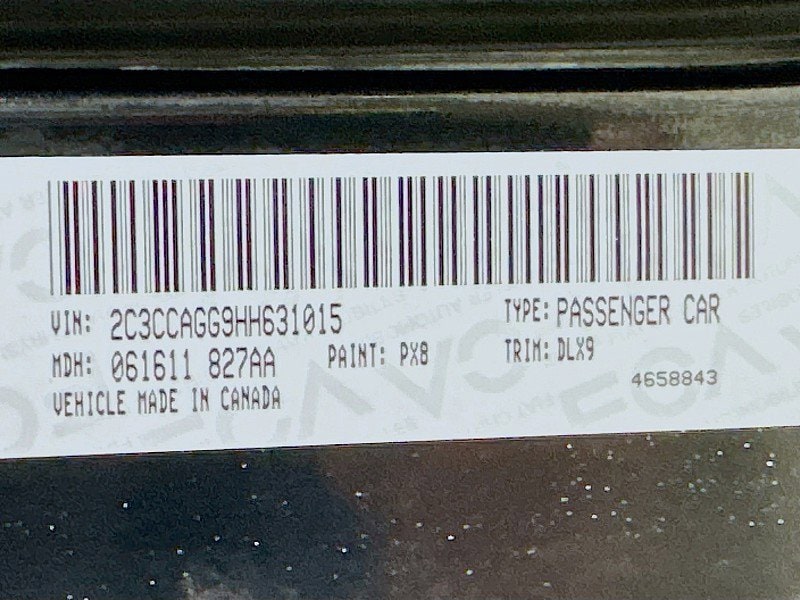 VIN: 2C3CCAGG9HH631015 TYPE: PASSENGER CAR
MDH: 061611 827AA PAINT: PX8 TRIM: DLX9
VEHICLE MADE IN CANADA 4658843